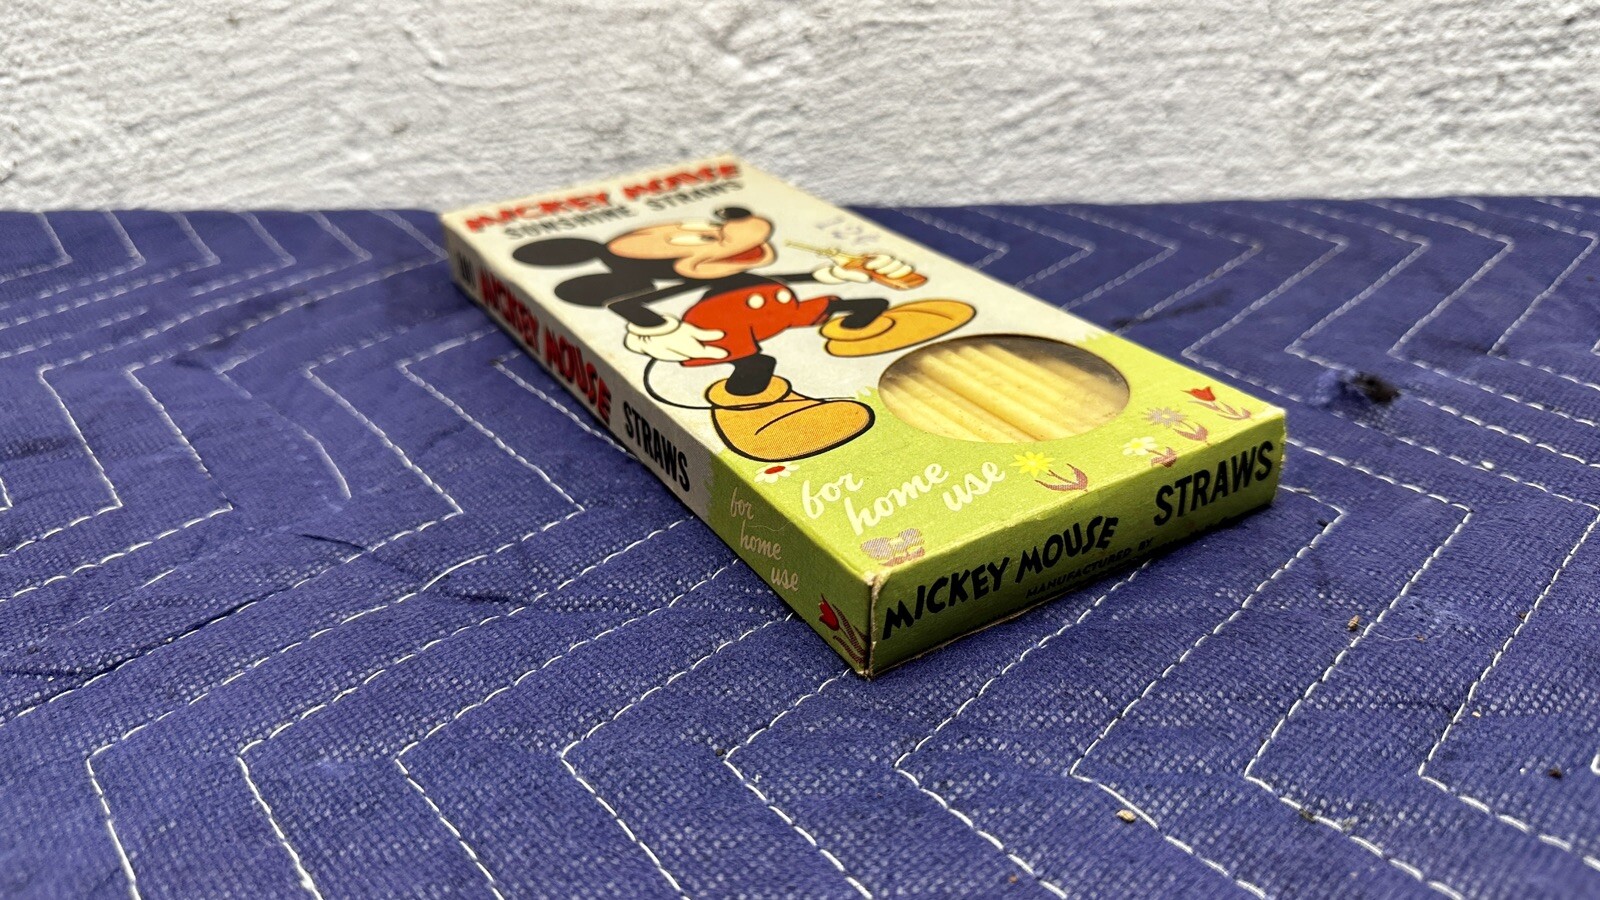 MICKEY MOUSE
SUNSHINE STRAWS
MICKEY MOUSE STRAWS
for
home
use
for
home
use
MICKEY MOUSE STRAWS
MANUFACTURED BY